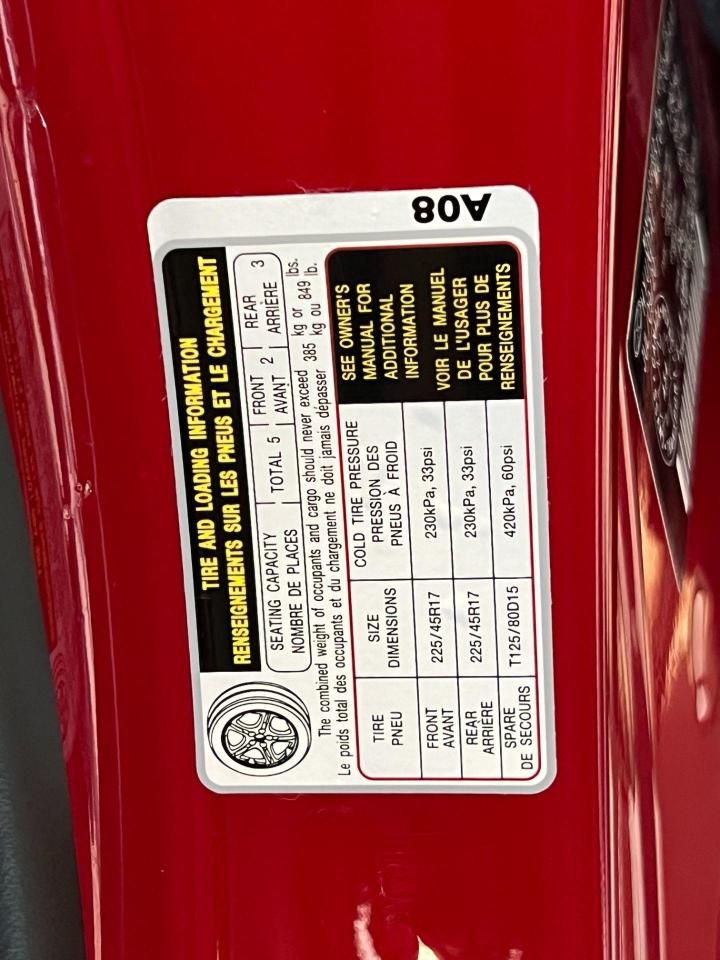 TIRE AND LOADING INFORMATION
RENSEIGNEMENTS SUR LES PNEUS ET LE CHARGEMENT
SEATING CAPACITY
NOMBRE DE PLACES
TOTAL 5
FRONT
AVANT
2
REAR
ARRIÈRE
3
The combined weight of occupants and cargo should never exceed 385 kg or 849 lbs.
Le poids total des occupants et du chargement ne doit jamais dépasser 385 kg ou 849 lb.
TIRE
PNEU
SIZE
DIMENSIONS
COLD TIRE PRESSURE
PRESSION DES
PNEUS À FROID
FRONT
AVANT
225/45R17
230kPa, 33psi
REAR
ARRIÈRE
225/45R17
230kPa, 33psi
SPARE
DE SECOURS
T125/80D15
420kPa, 60psi
SEE OWNER'S
MANUAL FOR
ADDITIONAL
INFORMATION
VOIR LE MANUEL
DE L'USAGER
POUR PLUS DE
RENSEIGNEMENTS
A08